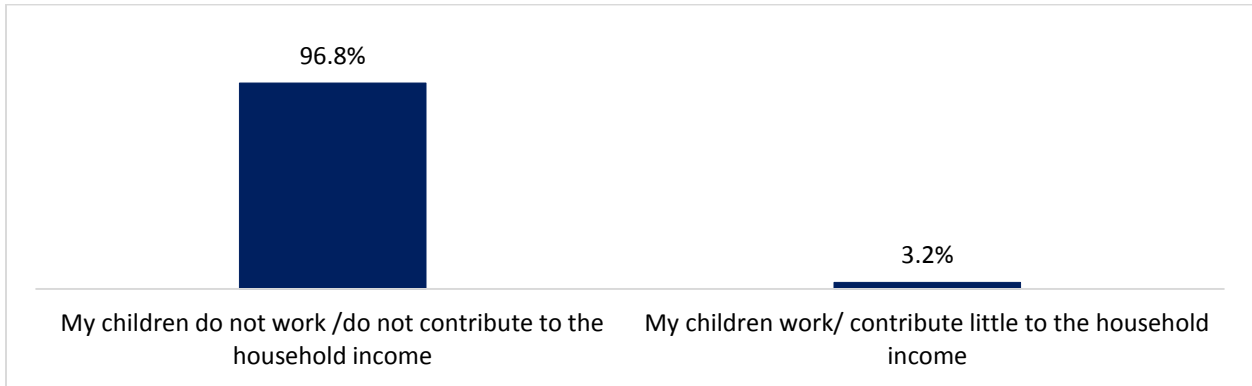 96.8%
3.2%
My children do not work /do not contribute to the
household income
My children work/ contribute little to the household
income